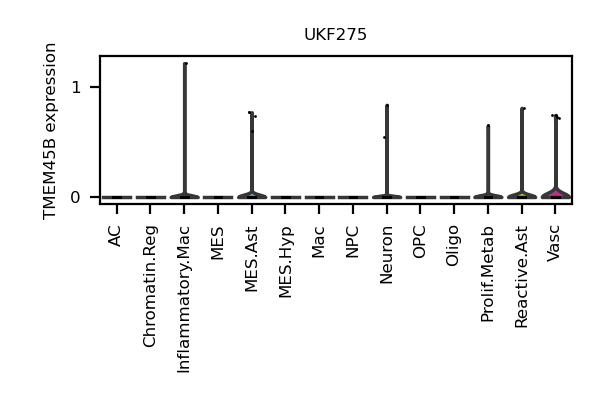 UKF275
TMEM45B expression
1
0
AC
Chromatin.Reg
Inflammatory.Mac
MES
MES.Ast
MES.Hyp
Mac
NPC
Neuron
OPC
Oligo
Prolif.Metab
Reactive.Ast
Vasc